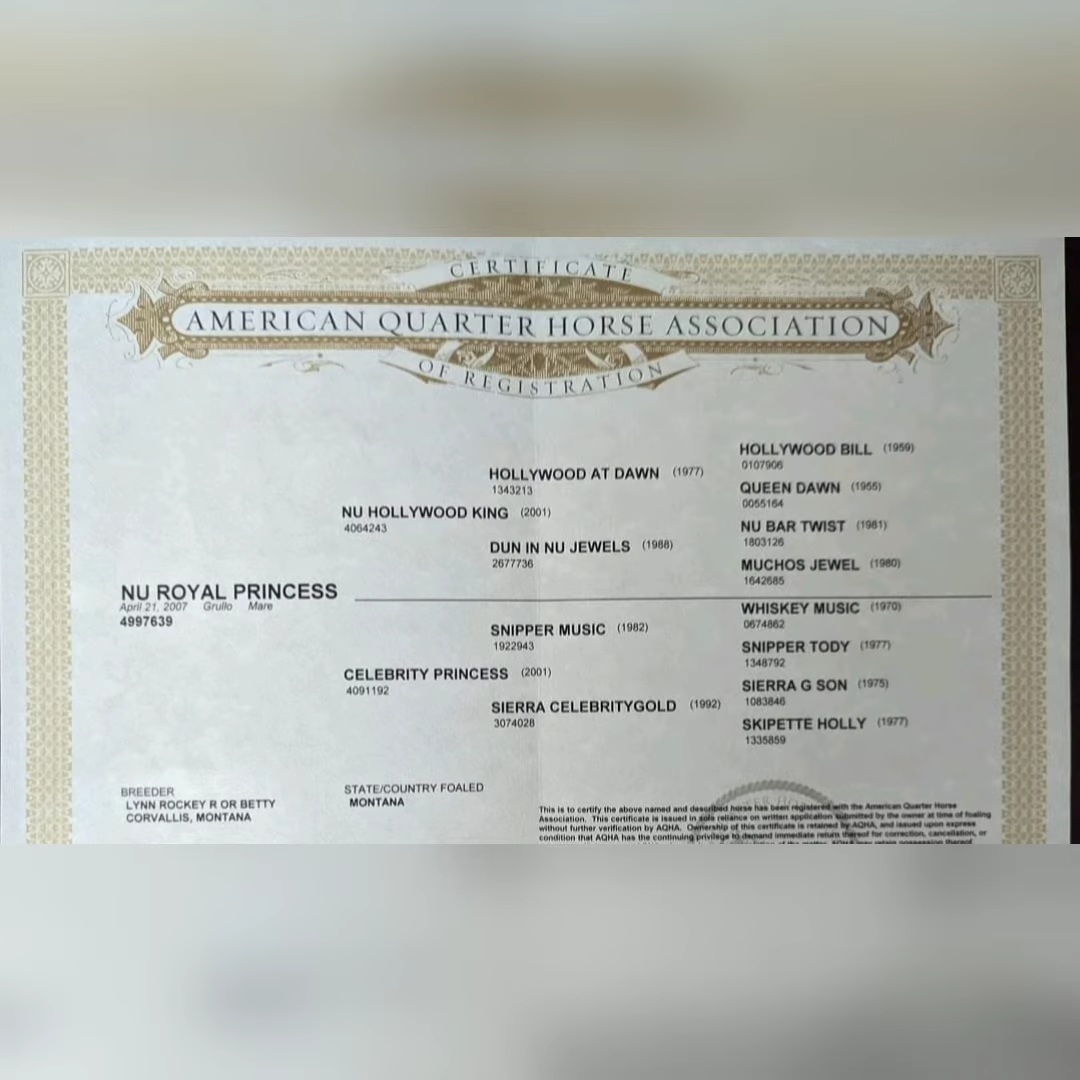 CERTIFICATE
AMERICAN QUARTER HORSE ASSOCIATION
OF REGISTRATION
HOLLYWOOD BILL (1959)
0107906
HOLLYWOOD AT DAWN (1977)
1343213
QUEEN DAWN (1955)
0055164
NU HOLLYWOOD KING (2001)
4064243
NU BAR TWIST (1981)
1803126
DUN IN NU JEWELS (1988)
2677736
MUCHOS JEWEL (1980)
1642685
NU ROYAL PRINCESS
April 21, 2007 Grullo Mare
4997639
WHISKEY MUSIC (1970)
0674862
SNIPPER MUSIC (1982)
1922943
SNIPPER TODY (1977)
1348792
CELEBRITY PRINCESS (2001)
4091192
SIERRA G SON (1975)
1083846
SIERRA CELEBRITYGOLD (1992)
3074028
SKIPETTE HOLLY (1977)
1335859
BREEDER
LYNN ROCKEY R OR BETTY
CORVALLIS, MONTANA
STATE/COUNTRY FOALED
MONTANA
This is to certify the above named and described horse has been registered with the American Quarter Horse
Association. This certificate is issued in sole reliance on written application submitted by the owner at time of foaling
without further verification by AQHA. Ownership of this certificate is retained by AQHA, and issued upon express
condition that AQHA has the continuing privilege to demand immediate return thereof for correction, cancellation, or